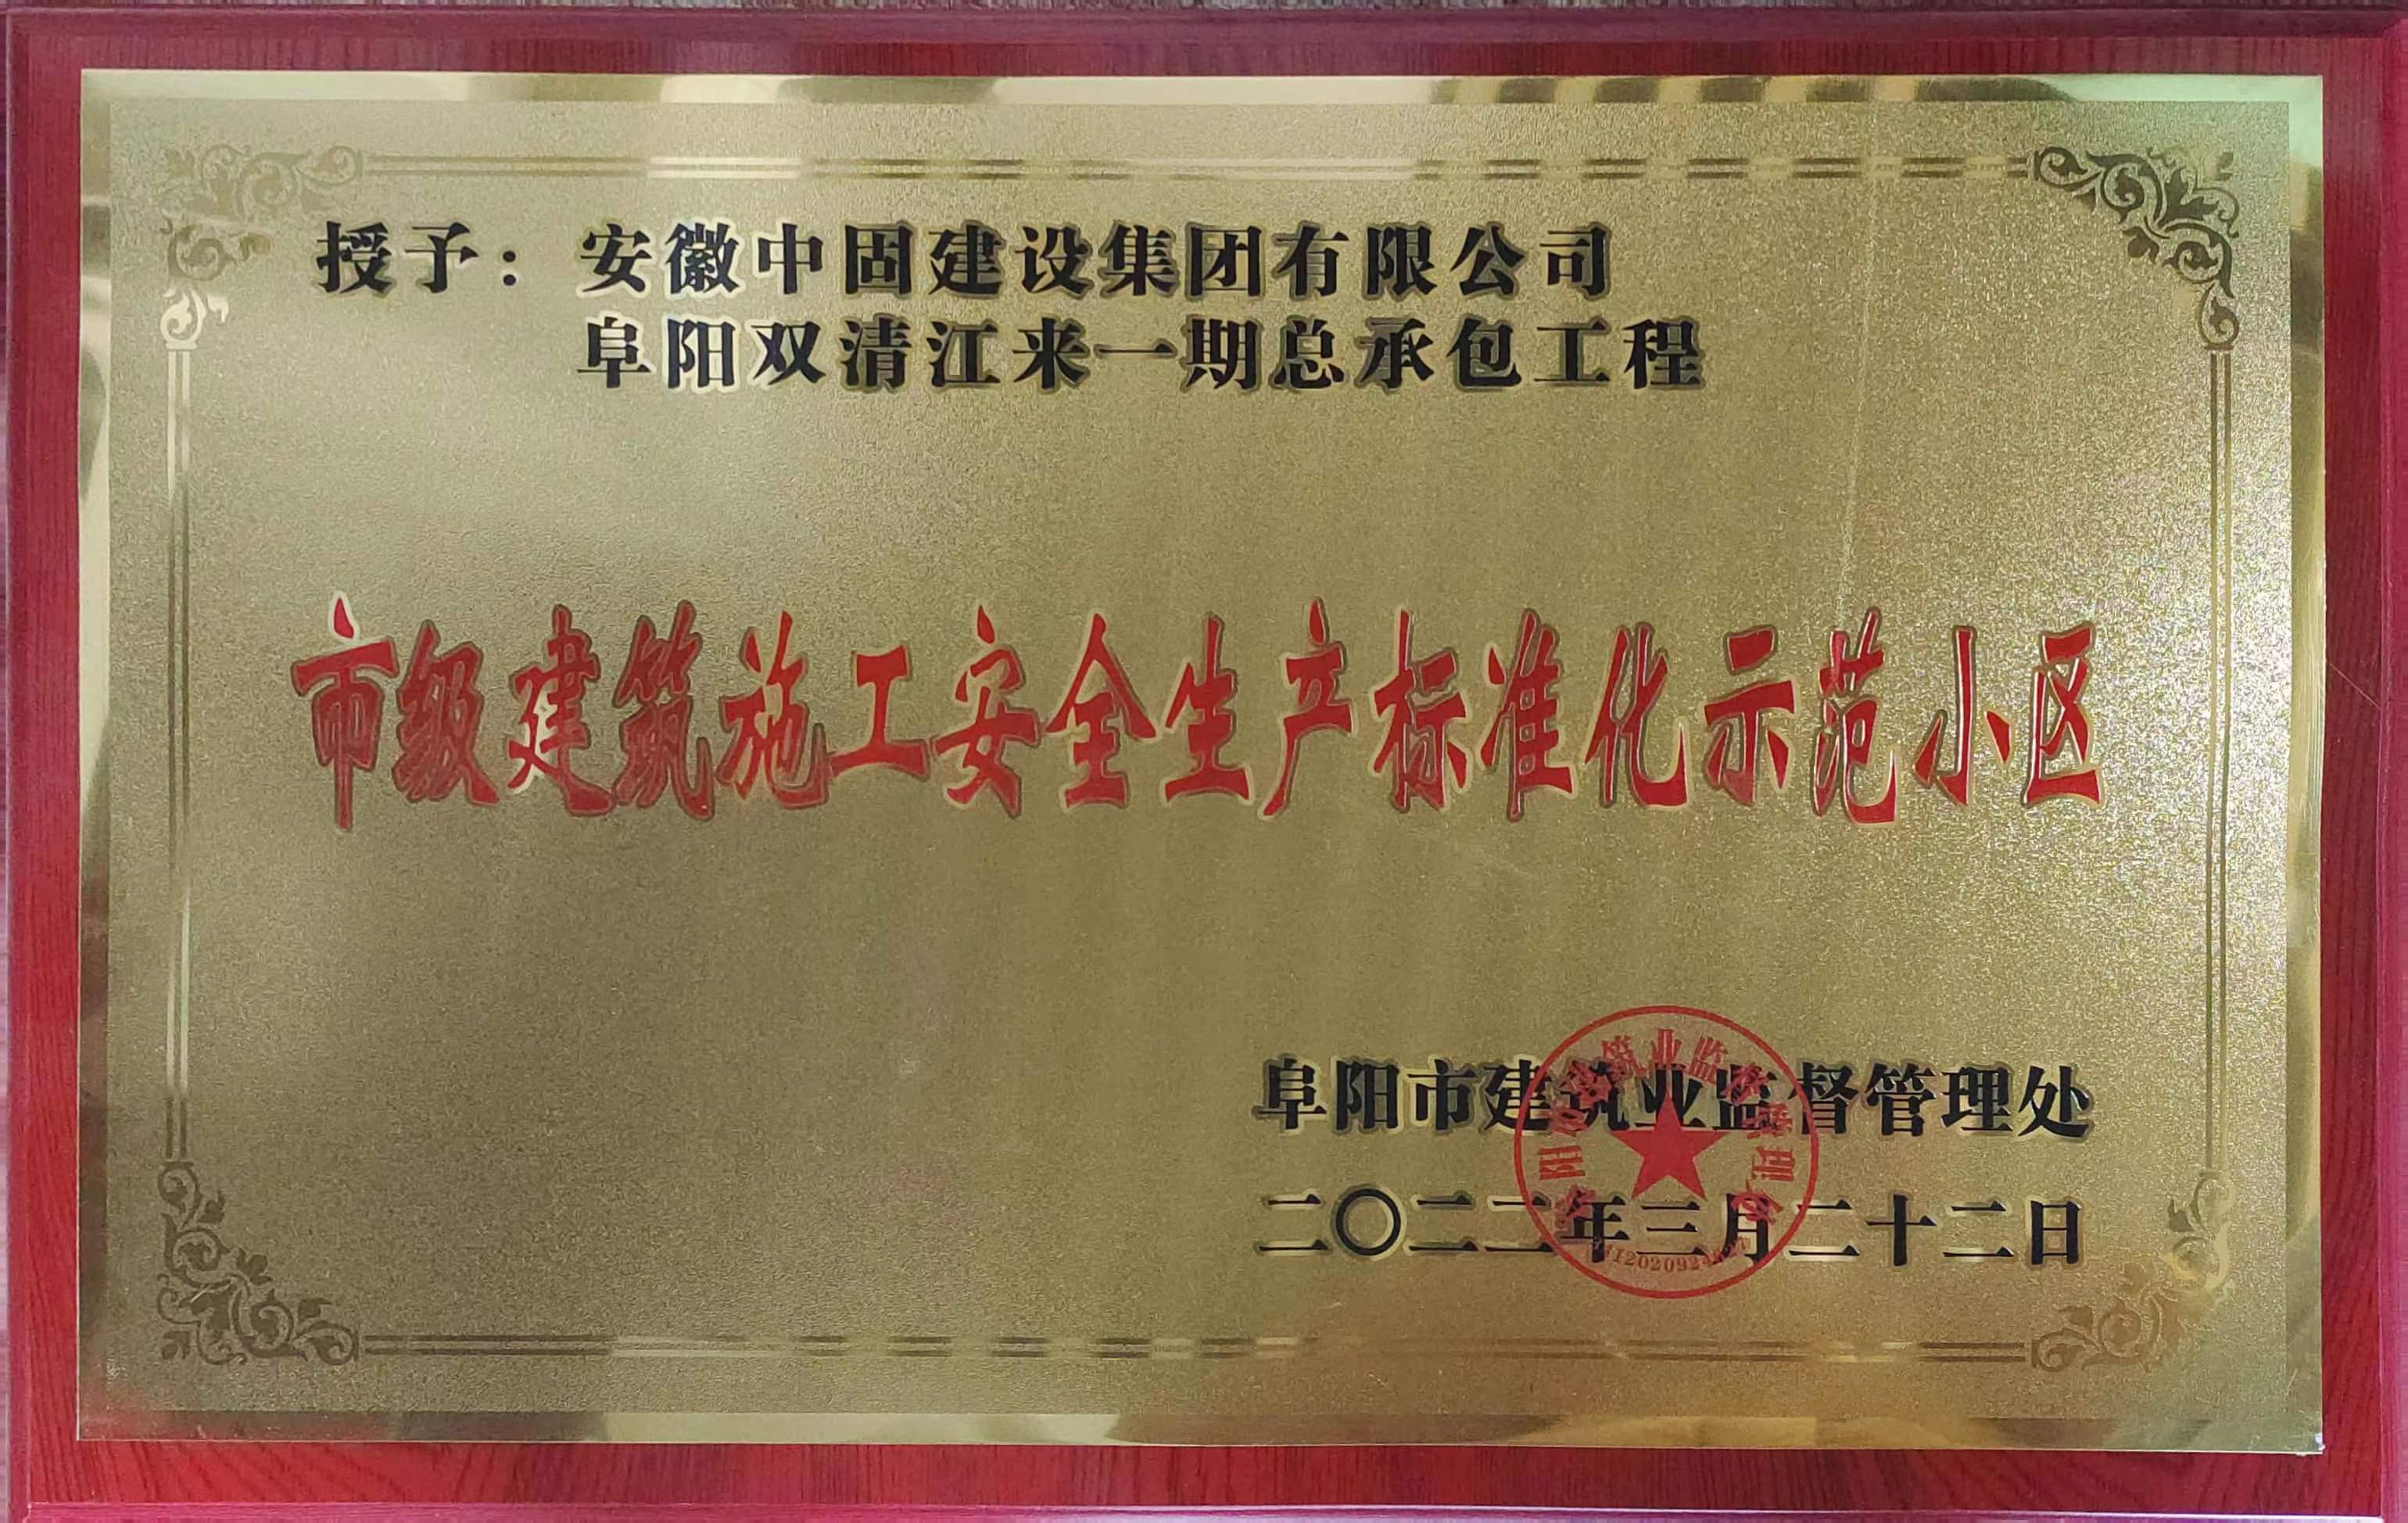 授予：安徽中固建设集团有限公司
阜阳双清江来一期总承包工程
市级建筑施工安全生产标准化示范小区
阜阳市建筑业监督管理处
二〇二二年三月二十二日